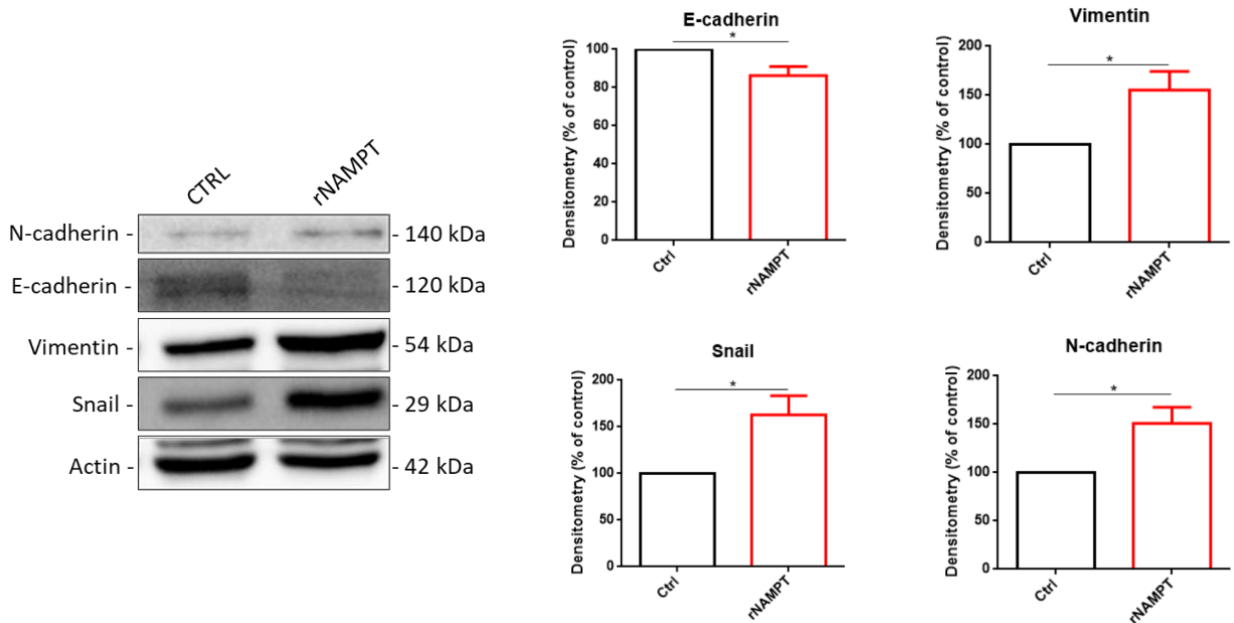 CTRL rNAMPT
N-cadherin - - 140 kDa
E-cadherin - - 120 kDa
Vimentin - - 54 kDa
Snail - - 29 kDa
Actin - - 42 kDa
E-cadherin
Densitometry (% of control)
100
80
60
40
20
0
*
Ctrl rNAMPT
Vimentin
Densitometry (% of control)
200
150
100
50
0
*
Ctrl rNAMPT
Snail
Densitometry (% of control)
200
150
100
50
0
*
Ctrl rNAMPT
N-cadherin
Densitometry (% of control)
200
150
100
50
0
*
Ctrl rNAMPT